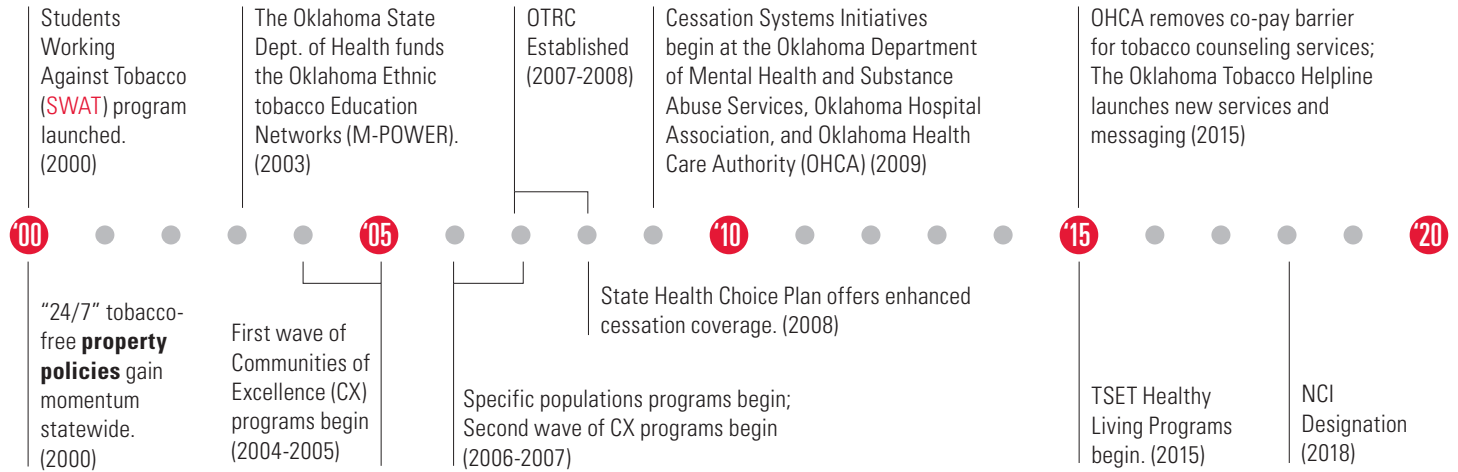 Students
Working
Against Tobacco
(SWAT) program
launched.
(2000)
The Oklahoma State
Dept. of Health funds
the Oklahoma Ethnic
tobacco Education
Networks (M-POWER).
(2003)
OTRC
Established
(2007-2008)
Cessation Systems Initiatives
begin at the Oklahoma Department
of Mental Health and Substance
Abuse Services, Oklahoma Hospital
Association, and Oklahoma Health
Care Authority (OHCA) (2009)
OHCA removes co-pay barrier
for tobacco counseling services;
The Oklahoma Tobacco Helpline
launches new services and
messaging (2015)
‘00
‘05
‘10
‘15
‘20
“24/7” tobacco-
free property
policies gain
momentum
statewide.
(2000)
First wave of
Communities of
Excellence (CX)
programs begin
(2004-2005)
Specific populations programs begin;
Second wave of CX programs begin
(2006-2007)
State Health Choice Plan offers enhanced
cessation coverage. (2008)
TSET Healthy
Living Programs
begin. (2015)
NCI
Designation
(2018)